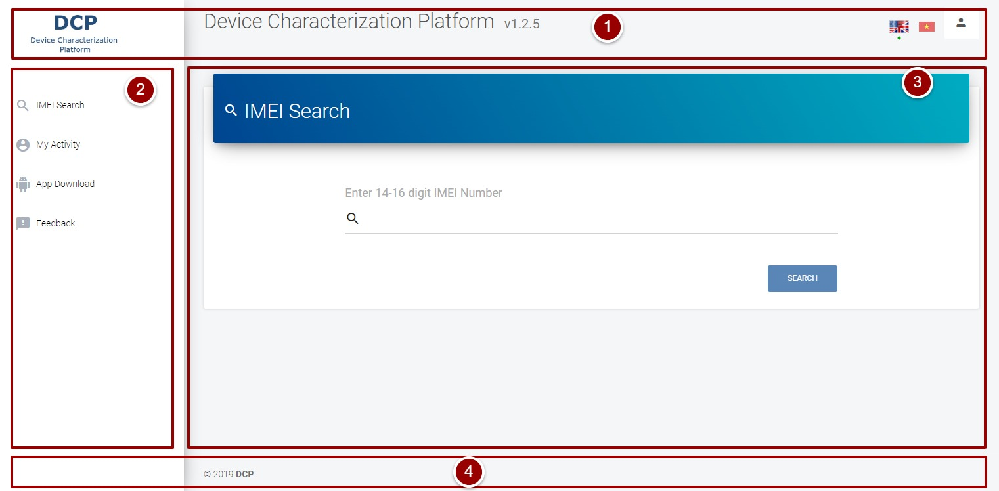 DCP
Device Characterization
Platform
Device Characterization Platform v1.2.5
1
2
IMEI Search
My Activity
App Download
Feedback
3
IMEI Search
Enter 14-16 digit IMEI Number
SEARCH
© 2019 DCP
4